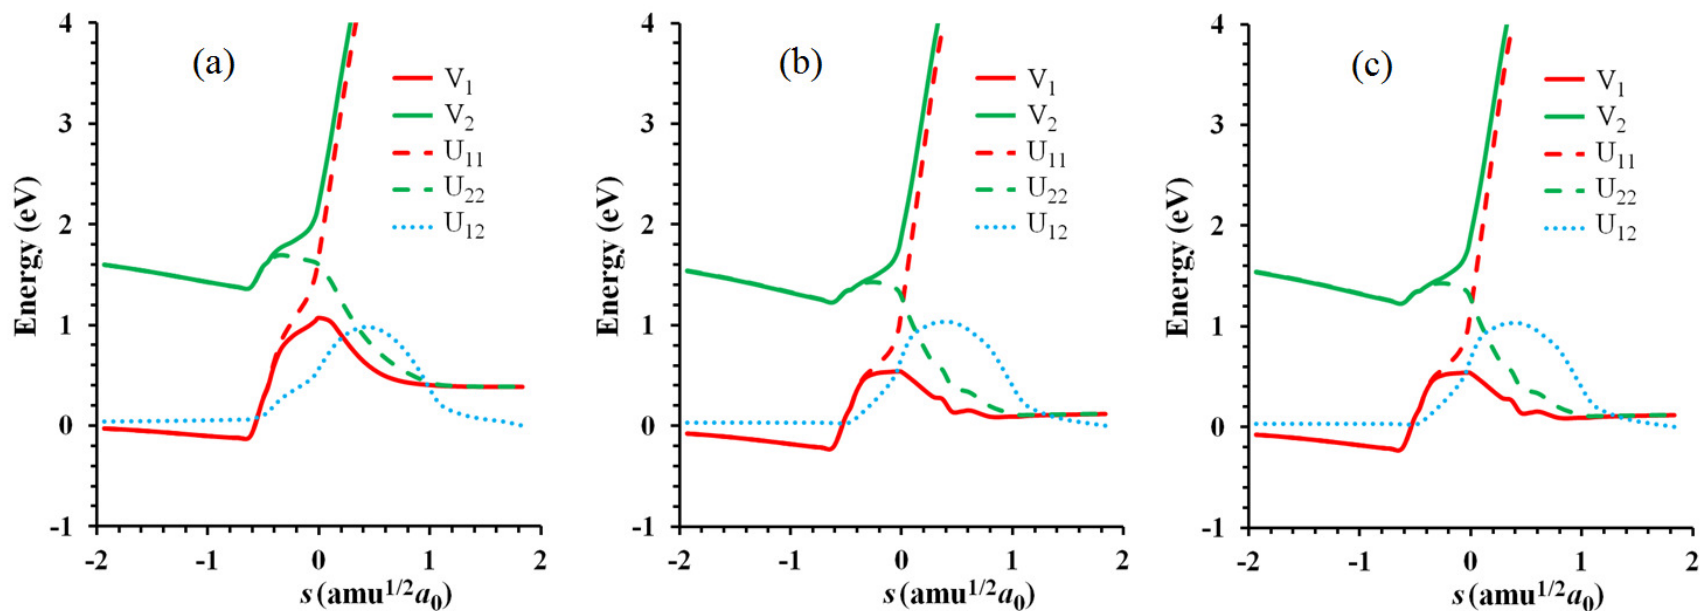 (a)
Energy (eV)
4
3
2
1
0
-1
V₁
V₂
U₁₁
U₂₂
U₁₂
-2 -1 0 1 2
s (amu¹/²a₀)
(b)
Energy (eV)
4
3
2
1
0
-1
V₁
V₂
U₁₁
U₂₂
U₁₂
-2 -1 0 1 2
s (amu¹/²a₀)
(c)
Energy (eV)
4
3
2
1
0
-1
V₁
V₂
U₁₁
U₂₂
U₁₂
-2 -1 0 1 2
s (amu¹/²a₀)